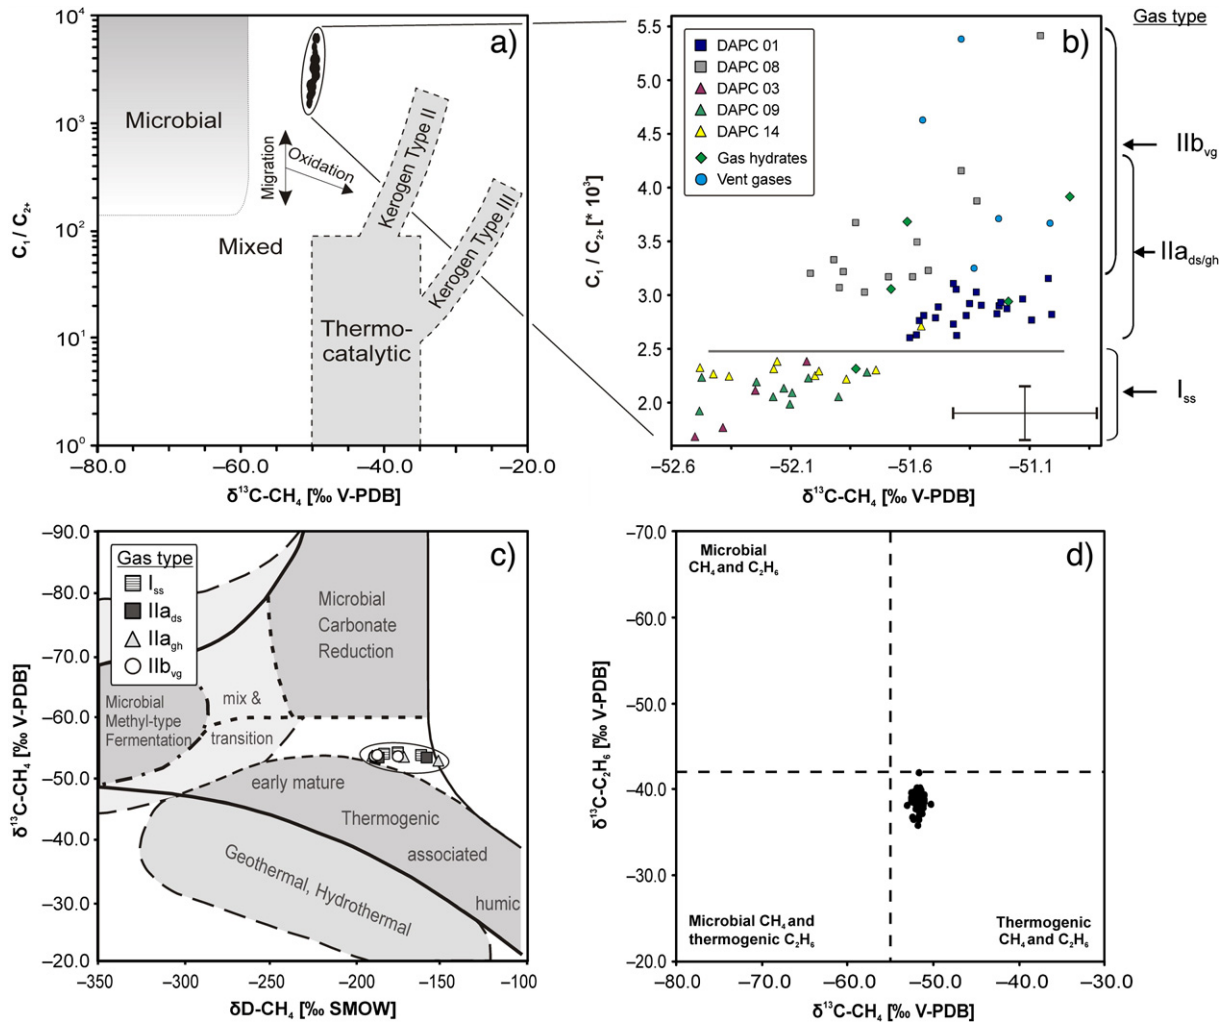 a)
10⁴
10³
10²
10¹
10⁰
C₁ / C₂₊
Microbial
Migration
Oxidation
Mixed
Kerogen Type II
Kerogen Type III
Thermo-
catalytic
–80.0
–60.0
–40.0
–20.0
δ¹³C-CH₄ [‰ V-PDB]
b)
Gas type
5.5
5.0
4.5
4.0
3.5
3.0
2.5
2.0
C₁ / C₂₊ [* 10³]
DAPC 01
DAPC 08
DAPC 03
DAPC 09
DAPC 14
Gas hydrates
Vent gases
IIbvg
IIads/gh
Iss
–52.6
–52.1
–51.6
–51.1
δ¹³C-CH₄ [‰ V-PDB]
c)
–90.0
–80.0
–70.0
–60.0
–50.0
–40.0
–30.0
–20.0
δ¹³C-CH₄ [‰ V-PDB]
Gas type
Iss
IIads
IIagh
IIbvg
Microbial
Carbonate
Reduction
Microbial
Methyl-type
Fermentation
mix &
transition
early mature
Thermogenic
associated
humic
Geothermal, Hydrothermal
–350
–300
–250
–200
–150
–100
δD-CH₄ [‰ SMOW]
d)
–70.0
–60.0
–50.0
–40.0
–30.0
–20.0
δ¹³C-C₂H₆ [‰ V-PDB]
Microbial
CH₄ and C₂H₆
Microbial CH₄ and
thermogenic C₂H₆
Thermogenic
CH₄ and C₂H₆
–80.0
–70.0
–60.0
–50.0
–40.0
–30.0
δ¹³C-CH₄ [‰ V-PDB]